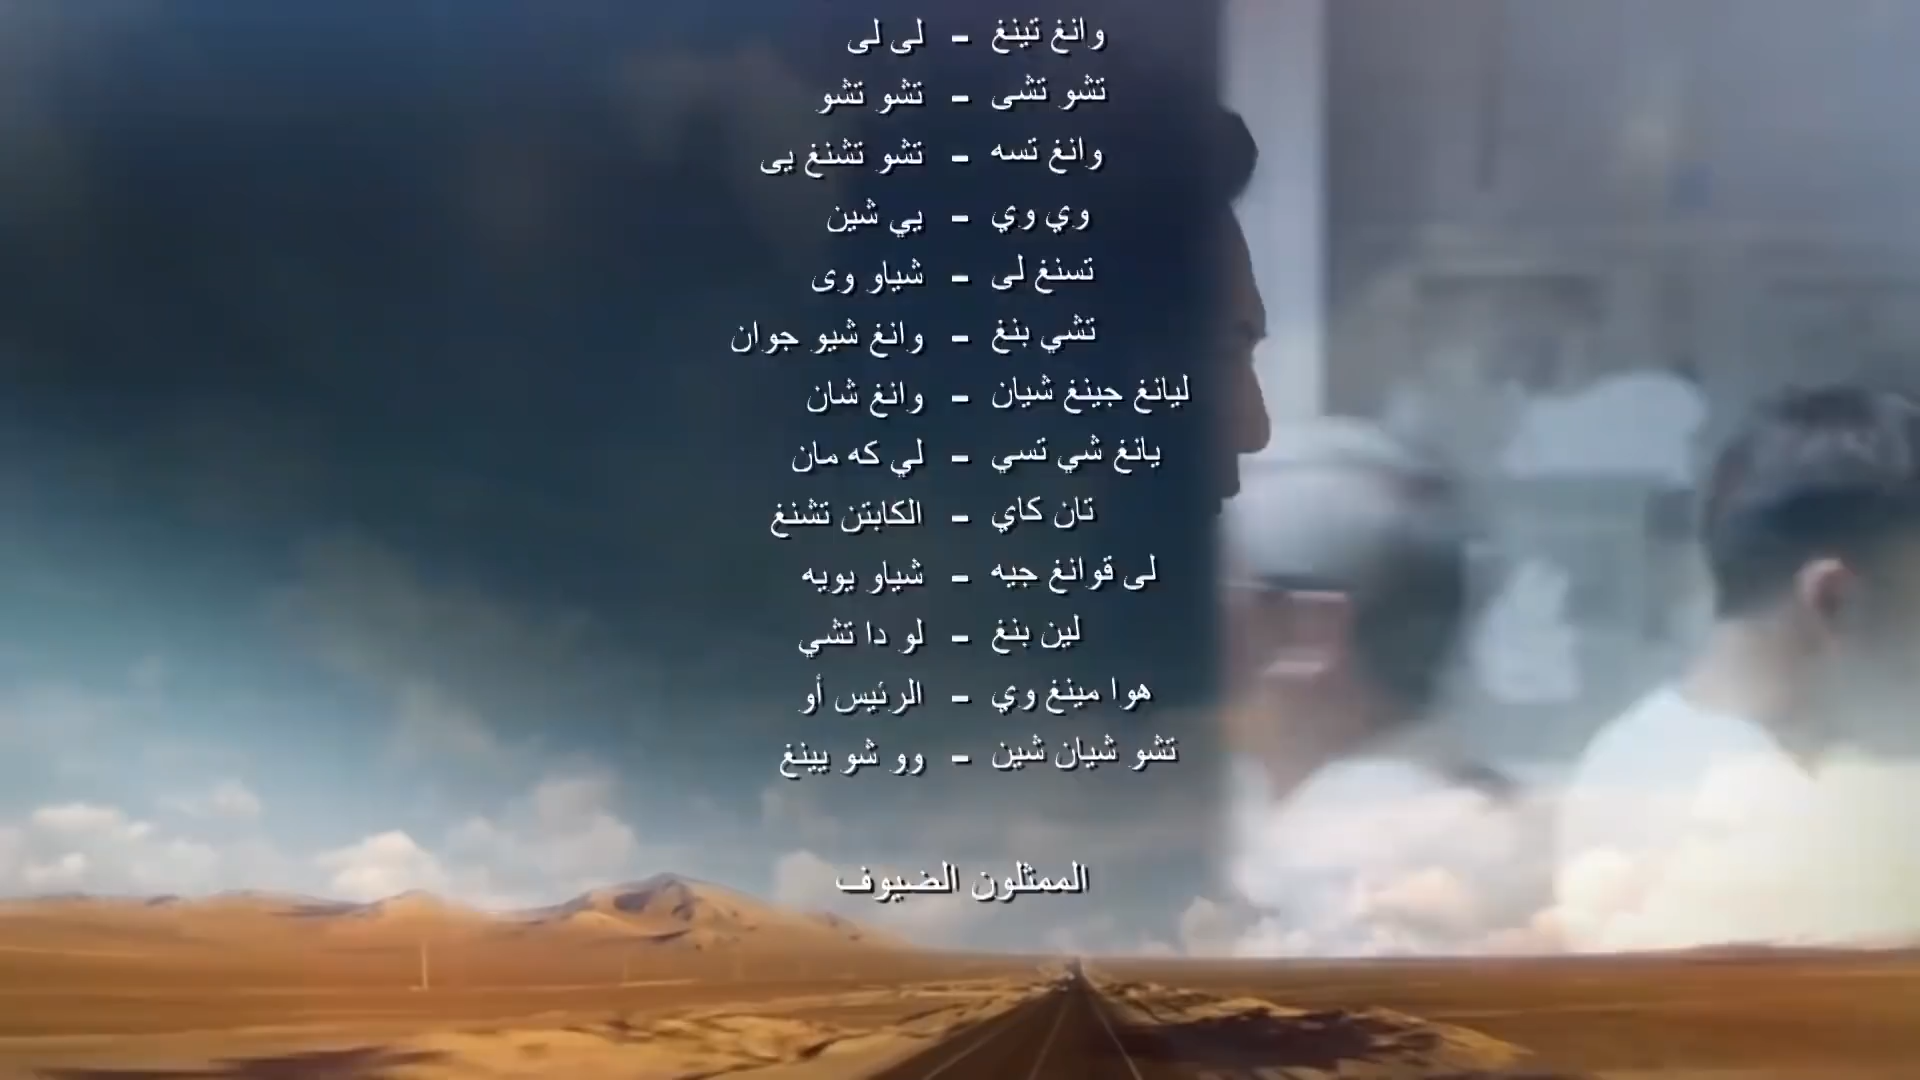 وانغ تينغ - لى لى
تشو تشى - تشو تشو
وانغ تسه - تشو تشنغ يى
وي وي - يي شين
تسنغ لى - شياو وى
تشي بنغ - وانغ شيو جوان
ليانغ جينغ شيان - وانغ شان
يانغ شي تسي - لي كه مان
تان كاي - الكابتن تشنغ
لى قوانغ جيه - شياو يويه
لين بنغ - لو دا تشي
هوا مينغ وي - الرئيس أو
تشو شيان شين - وو شو يينغ
الممثلون الضيوف